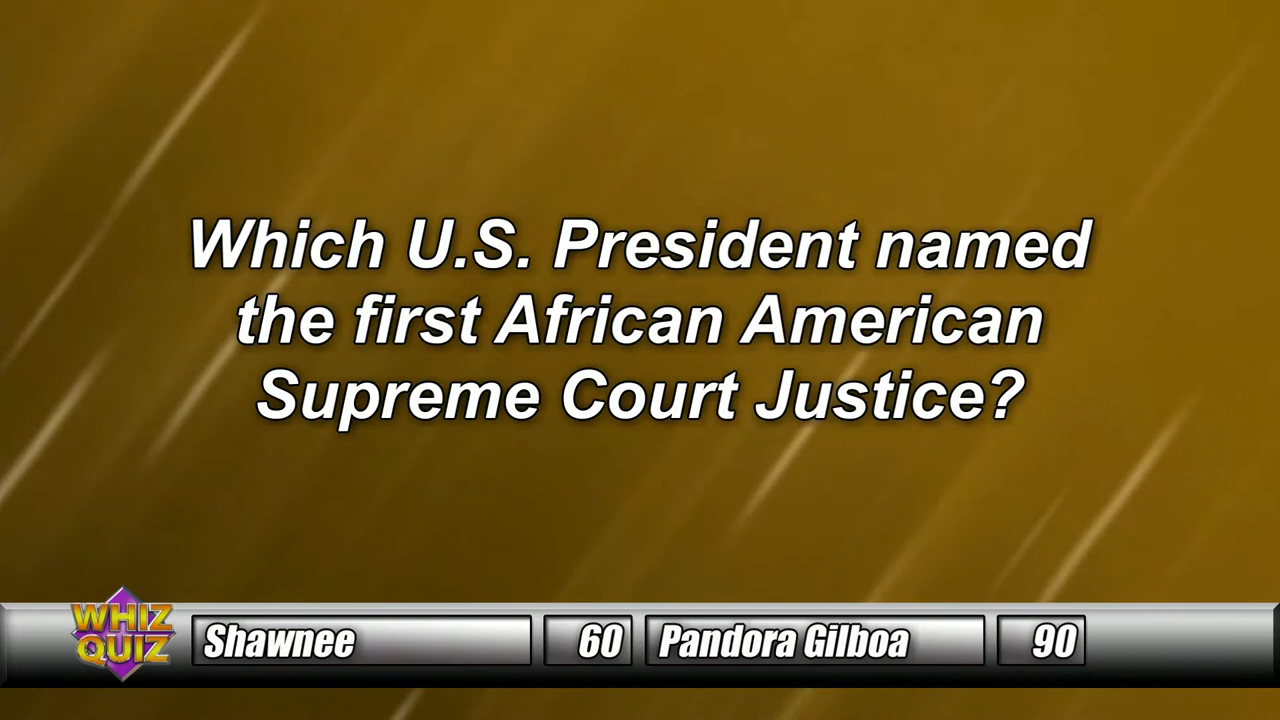 Which U.S. President named
the first African American
Supreme Court Justice?
WHIZ
QUIZ
Shawnee 60 Pandora Gilboa 90